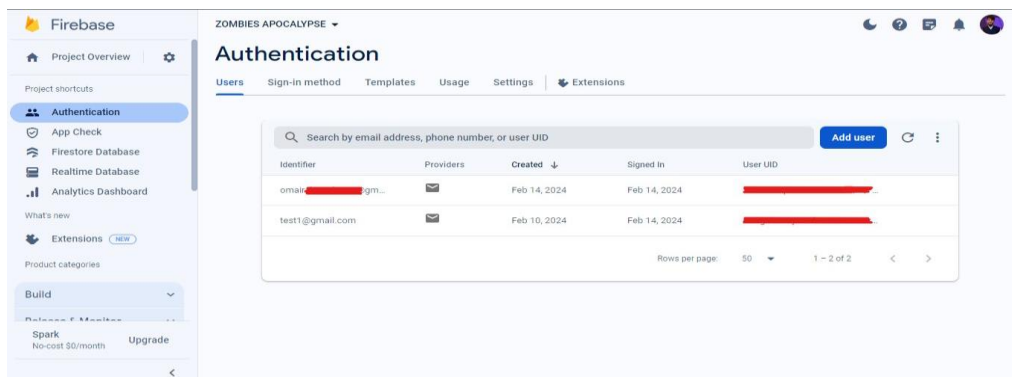 Firebase
Project Overview
Project shortcuts
Authentication
App Check
Firestore Database
Realtime Database
Analytics Dashboard
What's new
Extensions NEW
Product categories
Build
Spark
No-cost $0/month
Upgrade
ZOMBIES APOCALYPSE
Authentication
Users Sign-in method Templates Usage Settings Extensions
Search by email address, phone number, or user UID Add user
Identifier Providers Created Signed In User UID
omair gm... Feb 14, 2024 Feb 14, 2024
test1@gmail.com Feb 10, 2024 Feb 14, 2024
Rows per page: 50 1 – 2 of 2